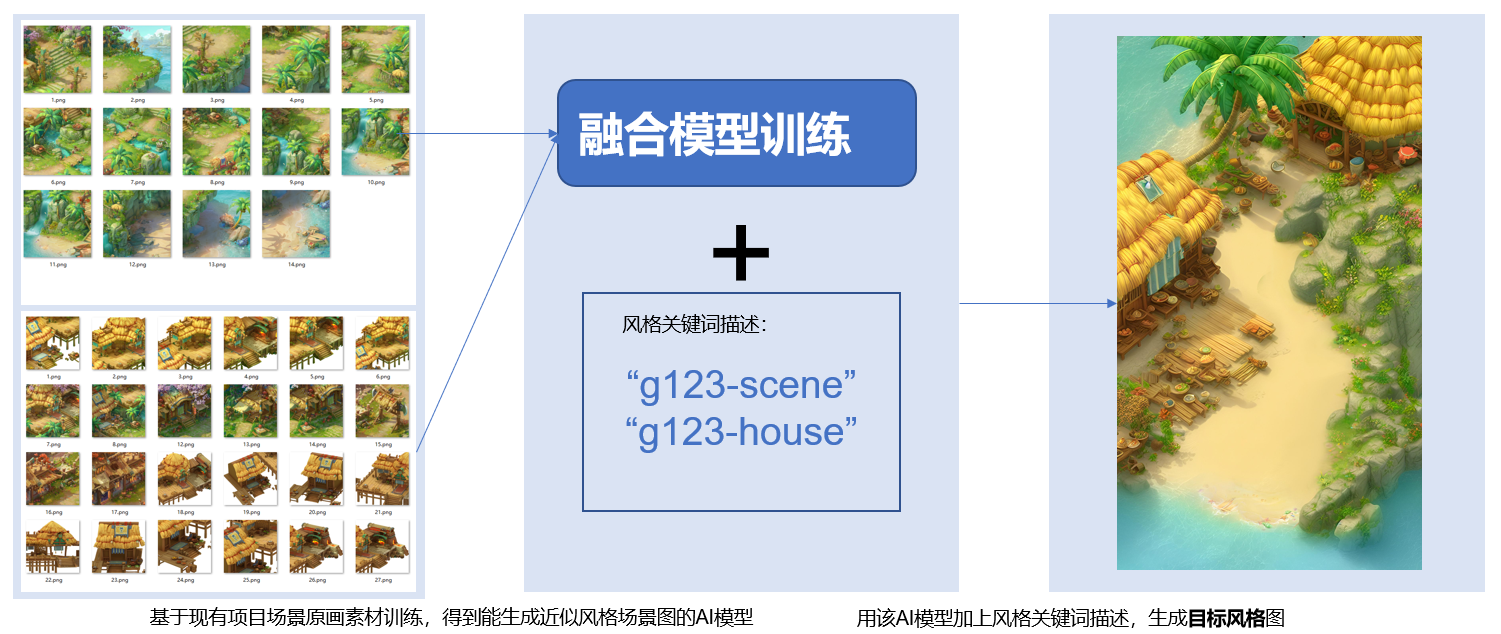 1.png 2.png 3.png 4.png 5.png
6.png 7.png 8.png 9.png 10.png
11.png 12.png 13.png 14.png
1.png 2.png 3.png 4.png 5.png 6.png
7.png 8.png 12.png 13.png 14.png 15.png
16.png 17.png 18.png 19.png 20.png 21.png
22.png 23.png 24.png 25.png 26.png 27.png
融合模型训练
+
风格关键词描述：
“g123-scene”
“g123-house”
基于现有项目场景原画素材训练，得到能生成近似风格场景图的AI模型
用该AI模型加上风格关键词描述，生成目标风格图